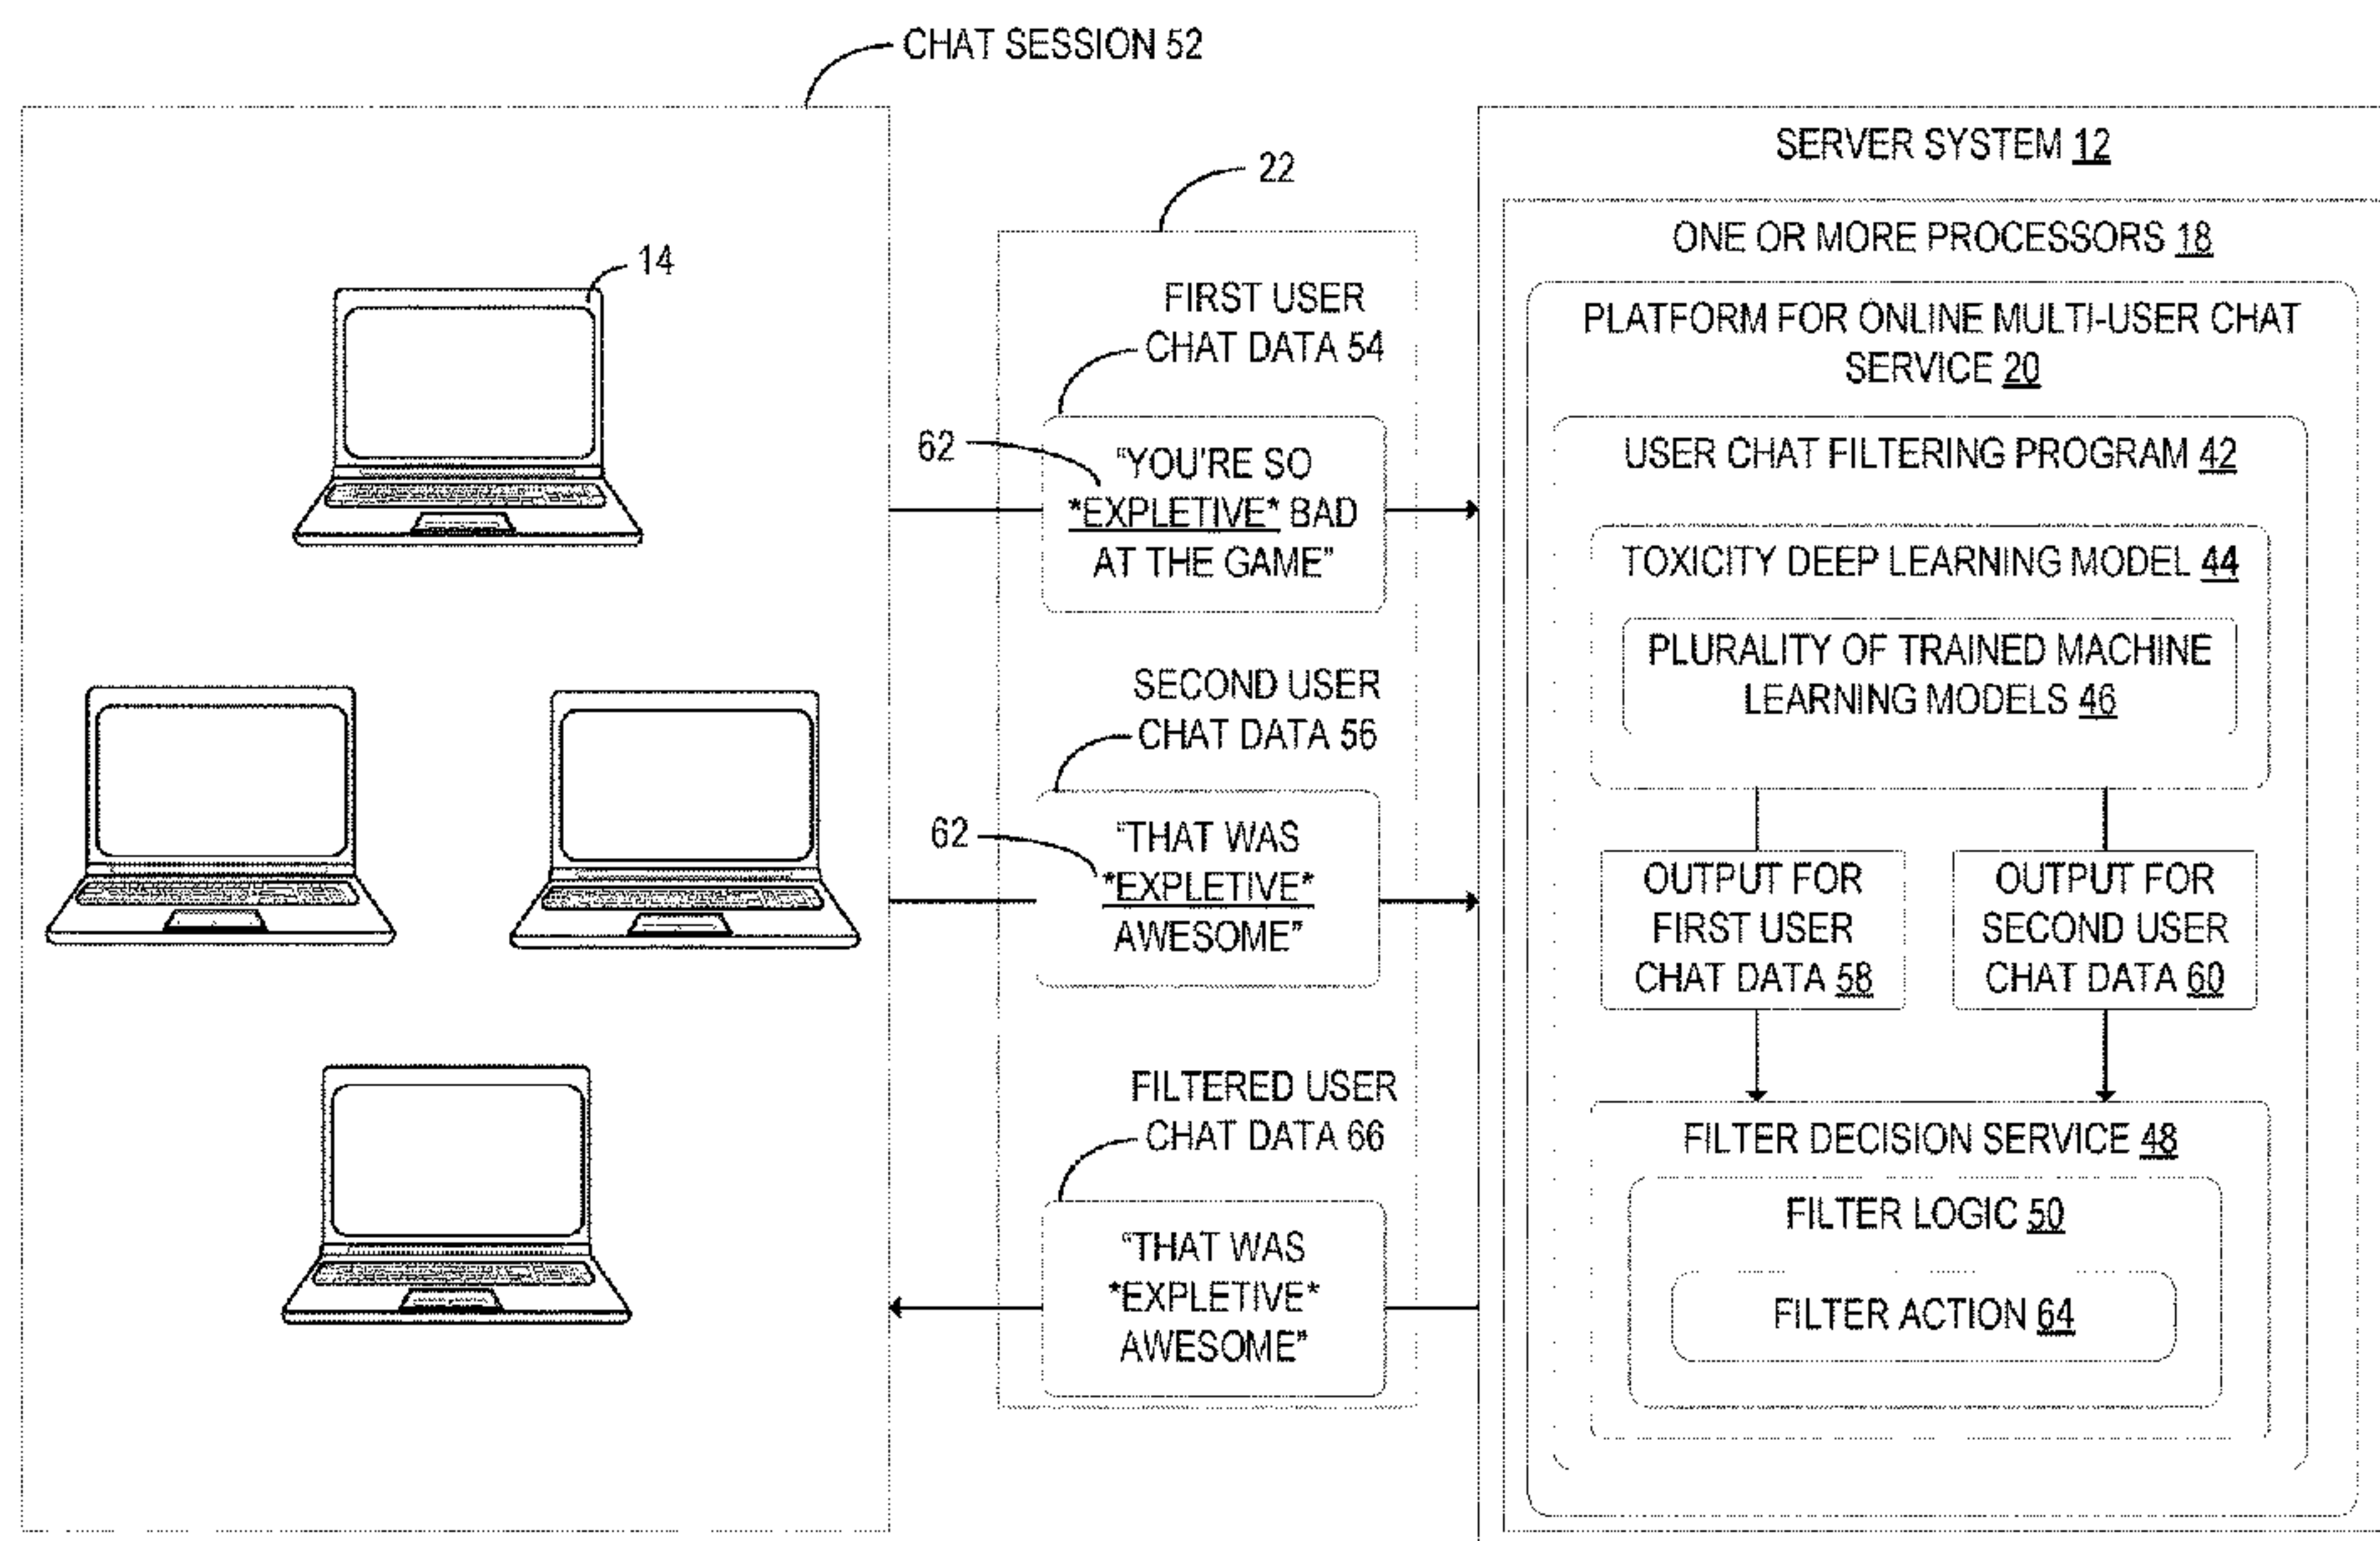 CHAT SESSION 52
14
22
FIRST USER
CHAT DATA 54
62
“YOU'RE SO
*EXPLETIVE* BAD
AT THE GAME”
SECOND USER
CHAT DATA 56
62
“THAT WAS
*EXPLETIVE*
AWESOME”
FILTERED USER
CHAT DATA 66
“THAT WAS
*EXPLETIVE*
AWESOME”
SERVER SYSTEM 12
ONE OR MORE PROCESSORS 18
PLATFORM FOR ONLINE MULTI-USER CHAT
SERVICE 20
USER CHAT FILTERING PROGRAM 42
TOXICITY DEEP LEARNING MODEL 44
PLURALITY OF TRAINED MACHINE
LEARNING MODELS 46
OUTPUT FOR
FIRST USER
CHAT DATA 58
OUTPUT FOR
SECOND USER
CHAT DATA 60
FILTER DECISION SERVICE 48
FILTER LOGIC 50
FILTER ACTION 64